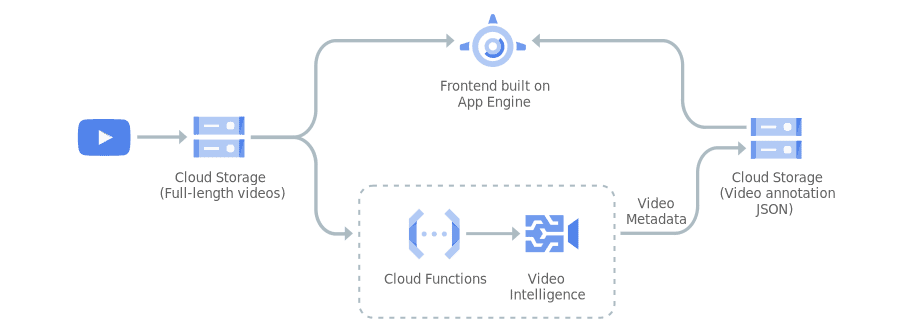 Frontend built on
App Engine
Cloud Storage
(Full-length videos)
Cloud Storage
(Video annotation
JSON)
Video
Metadata
Cloud Functions
Video
Intelligence